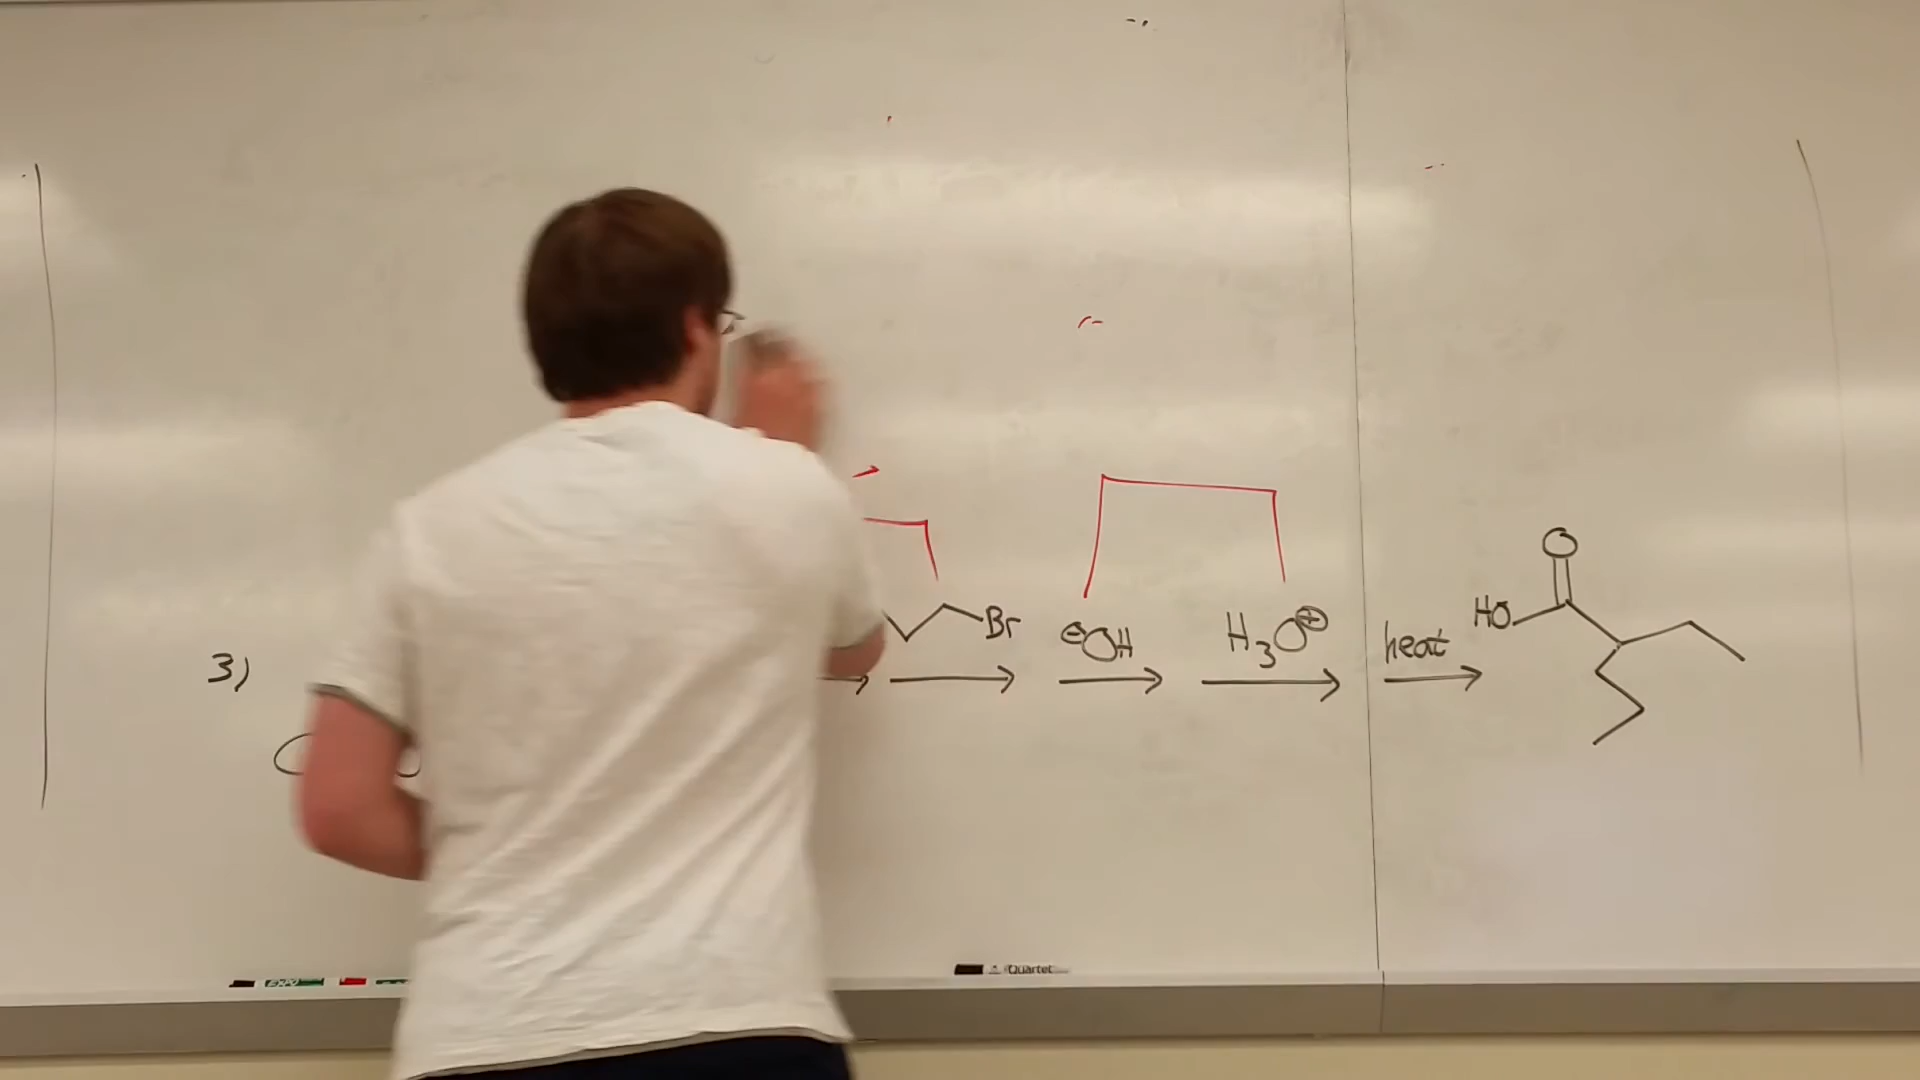 3)
Br
⊖OH
H3O⊕
heat
HO
O
EXPO
Quartet